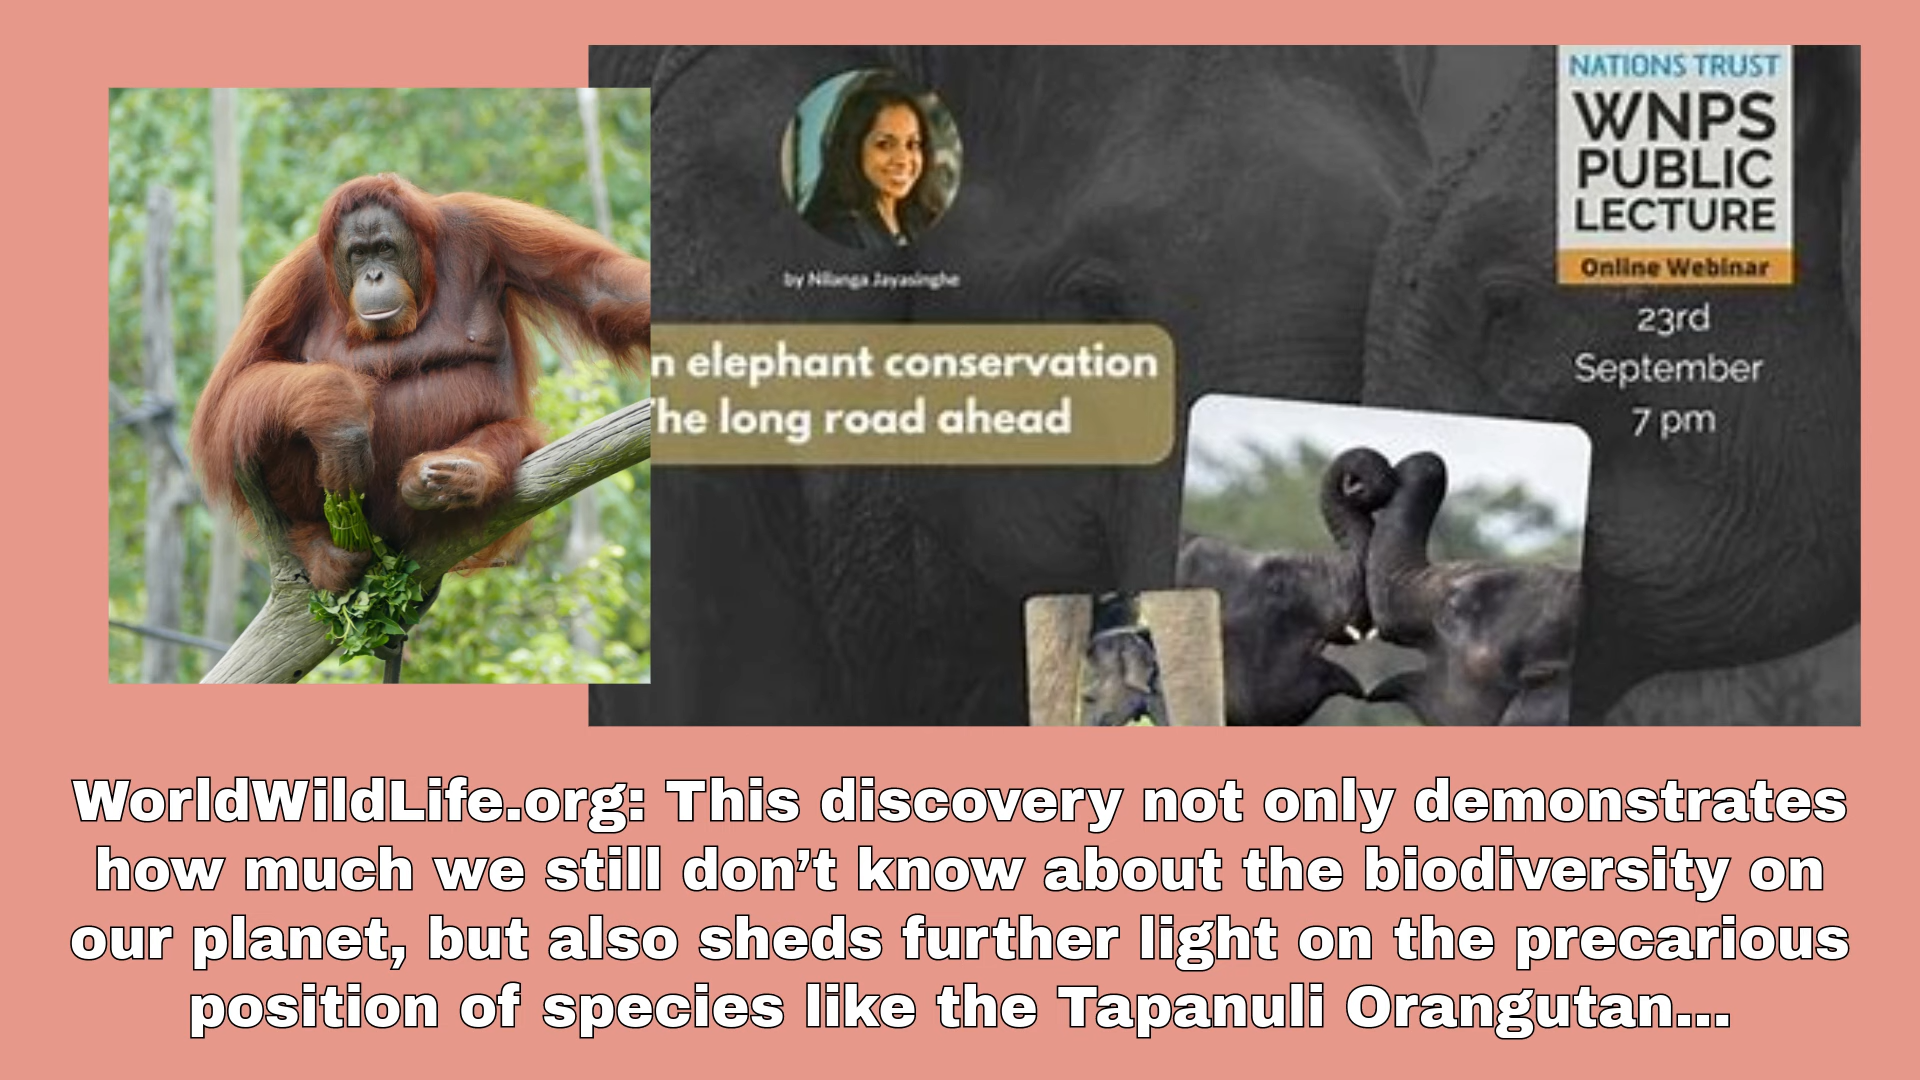 by Nilanga Jayasinghe
n elephant conservation
he long road ahead
NATIONS TRUST
WNPS
PUBLIC
LECTURE
Online Webinar
23rd
September
7 pm
WorldWildLife.org: This discovery not only demonstrates
how much we still don’t know about the biodiversity on
our planet, but also sheds further light on the precarious
position of species like the Tapanuli Orangutan...